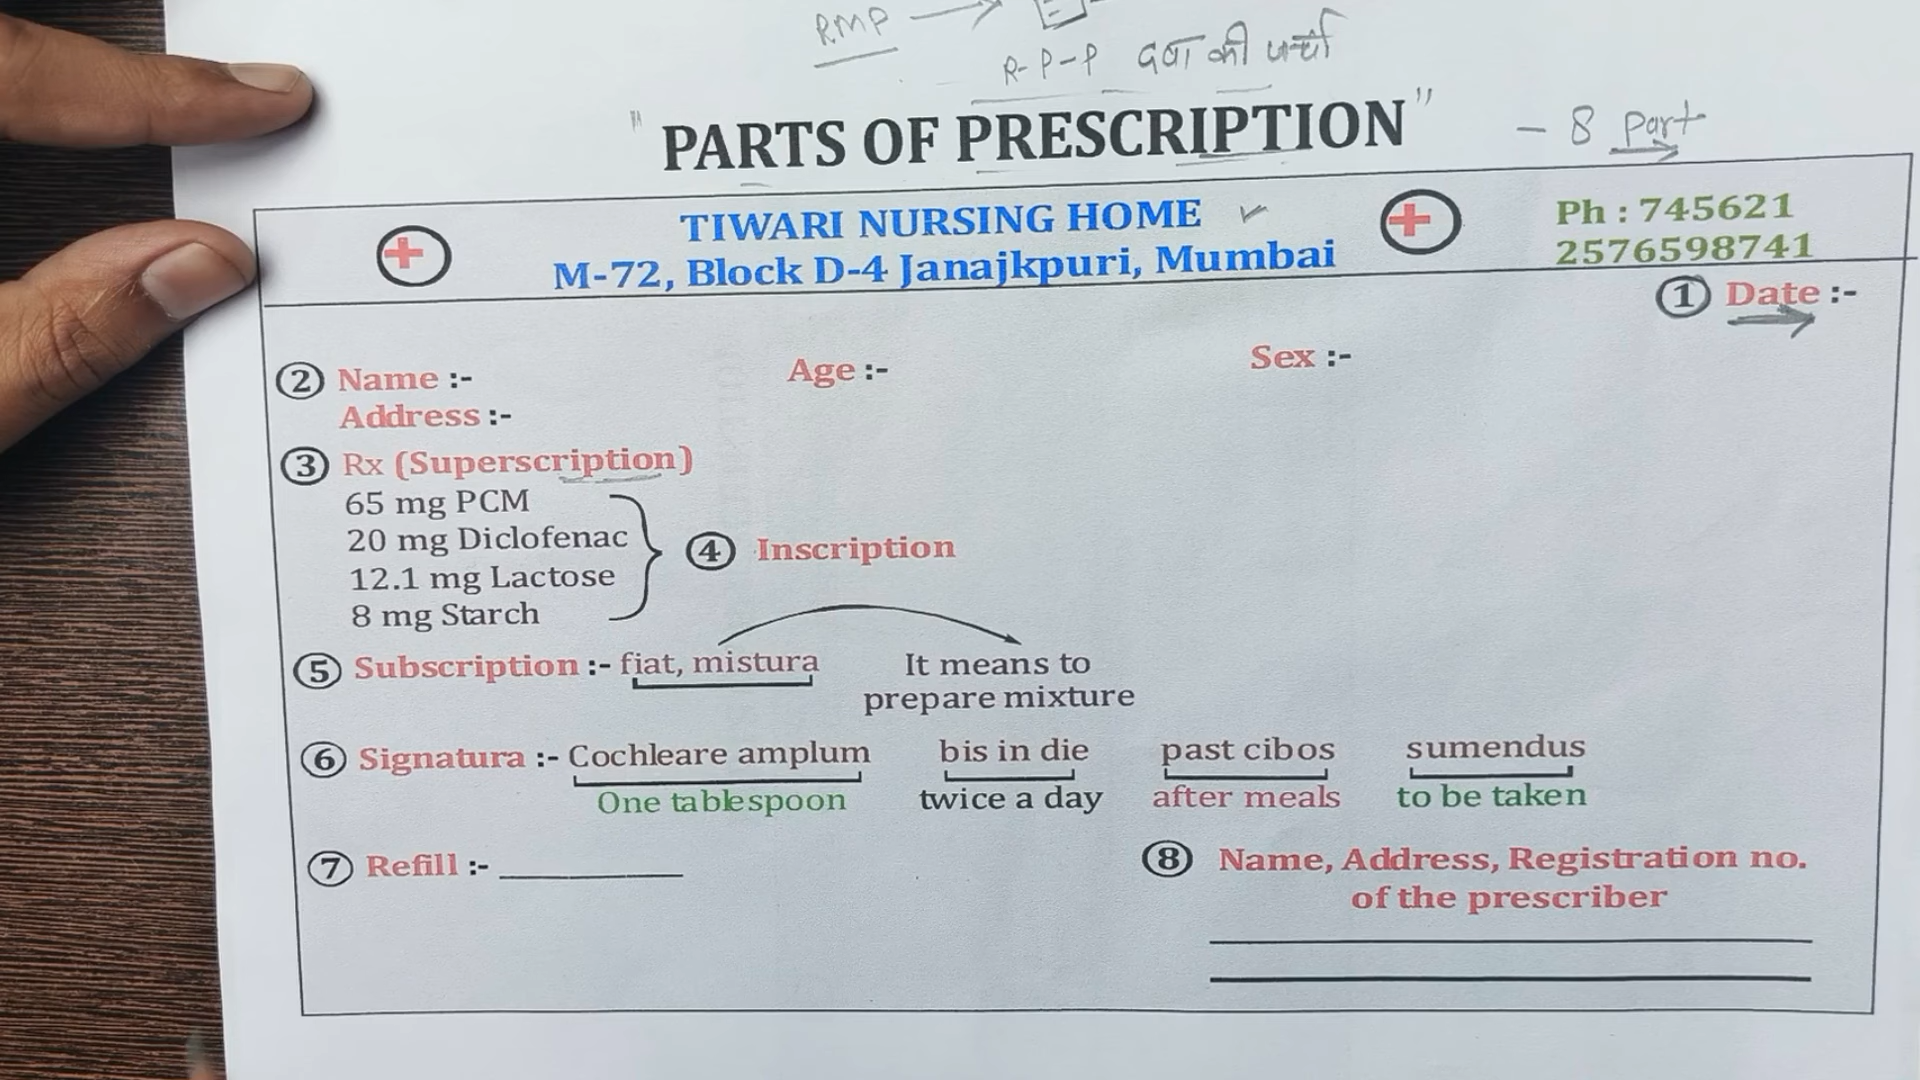 RMP
R-P-P दवा की पर्ची
"PARTS OF PRESCRIPTION" - 8 Part
TIWARI NURSING HOME
M-72, Block D-4 Janajkpuri, Mumbai
Ph : 745621
2576598741
1 Date :-
2 Name :- Age :- Sex :-
Address :-
3 Rx (Superscription)
65 mg PCM
20 mg Diclofenac
12.1 mg Lactose
8 mg Starch
4 Inscription
5 Subscription :- fiat, mistura It means to
prepare mixture
6 Signatura :- Cochleare amplum bis in die past cibos sumendus
One tablespoon twice a day after meals to be taken
7 Refill :-
8 Name, Address, Registration no.
of the prescriber